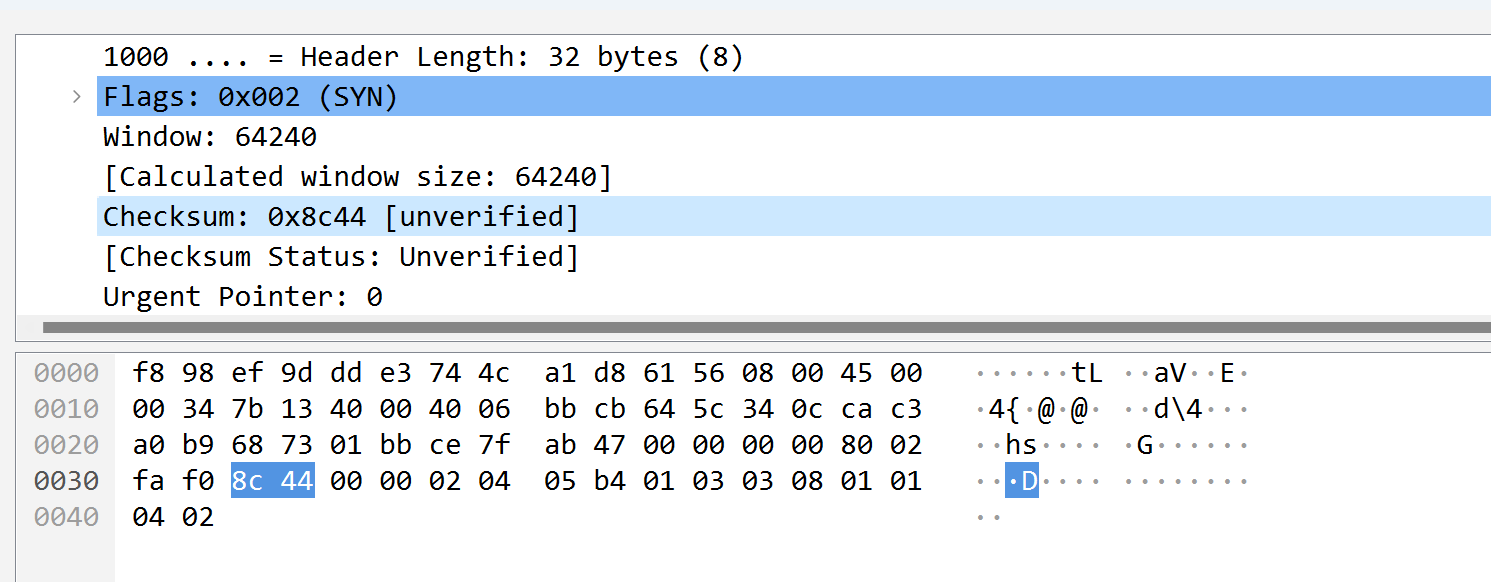 1000 .... = Header Length: 32 bytes (8)
Flags: 0x002 (SYN)
Window: 64240
[Calculated window size: 64240]
Checksum: 0x8c44 [unverified]
[Checksum Status: Unverified]
Urgent Pointer: 0
0000 f8 98 ef 9d dd e3 74 4c a1 d8 61 56 08 00 45 00 ······tL ··aV··E·
0010 00 34 7b 13 40 00 40 06 bb cb 64 5c 34 0c ca c3 ·4{·@·@· ··d\4···
0020 a0 b9 68 73 01 bb ce 7f ab 47 00 00 00 00 80 02 ··hs···· ·G······
0030 fa f0 8c 44 00 00 02 04 05 b4 01 03 03 08 01 01 ···D···· ········
0040 04 02 ··